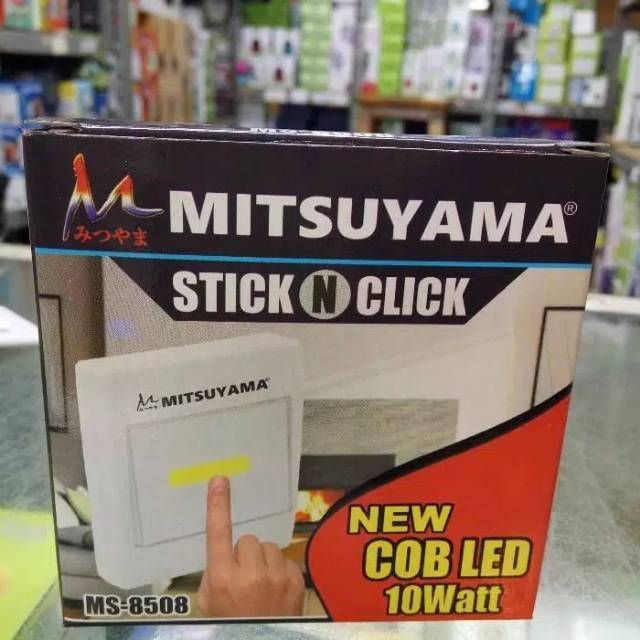 みつやま
MITSUYAMA®
STICK N CLICK
MITSUYAMA
NEW
COB LED
10Watt
MS-8508